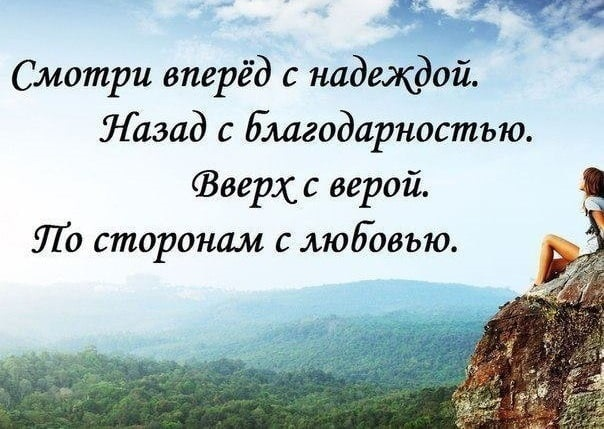 Смотри вперёд с надеждой.
Назад с благодарностью.
Вверх с верой.
По сторонам с любовью.